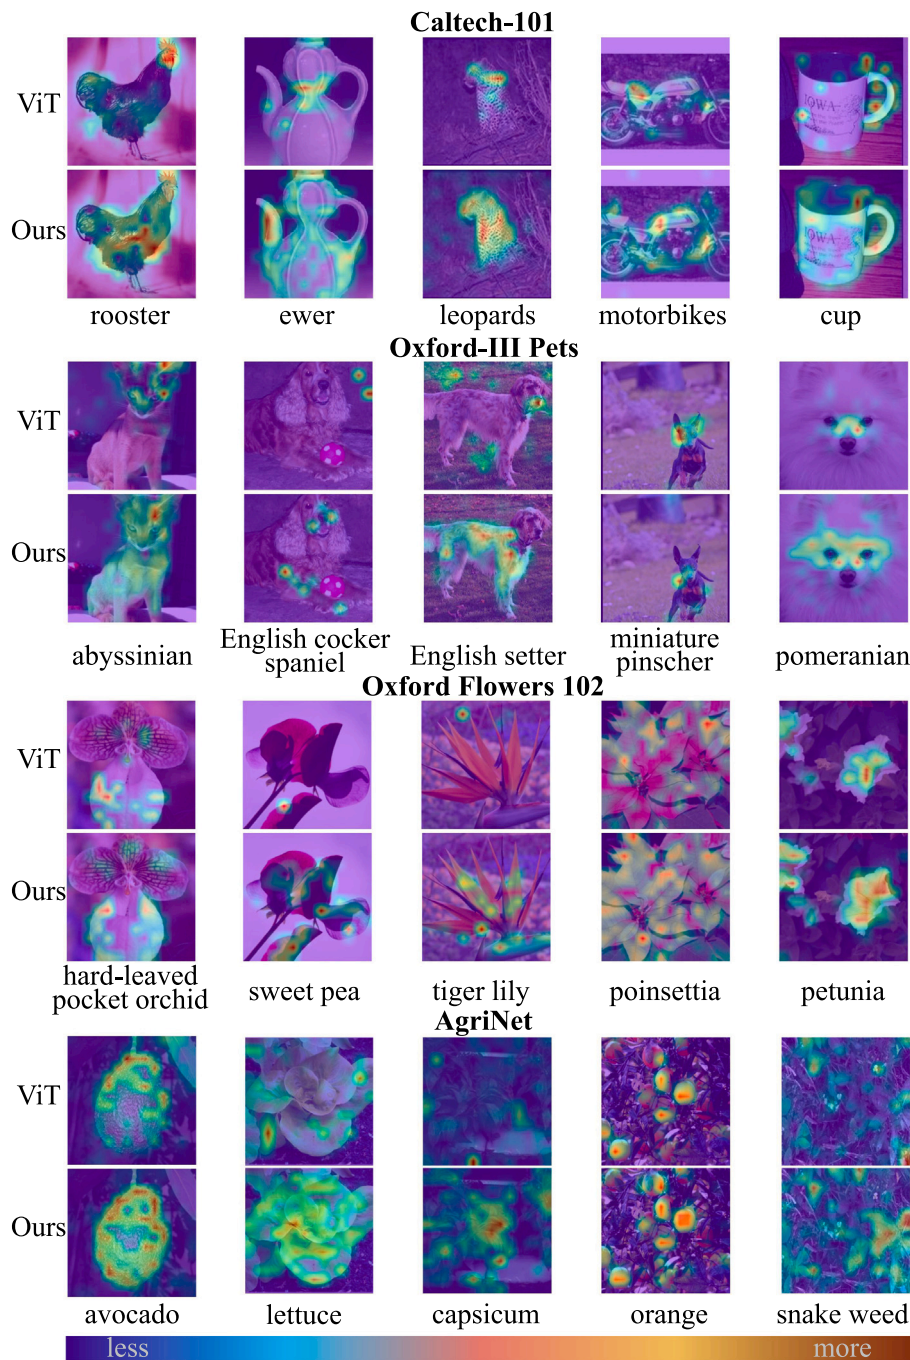 Caltech-101
ViT
IOWA
Ours
IOWA
rooster ewer leopards motorbikes cup
Oxford-III Pets
ViT
Ours
abyssinian English cocker spaniel English setter miniature pinscher pomeranian
Oxford Flowers 102
ViT
Ours
hard-leaved pocket orchid sweet pea tiger lily poinsettia petunia
AgriNet
ViT
Ours
avocado lettuce capsicum orange snake weed
less more